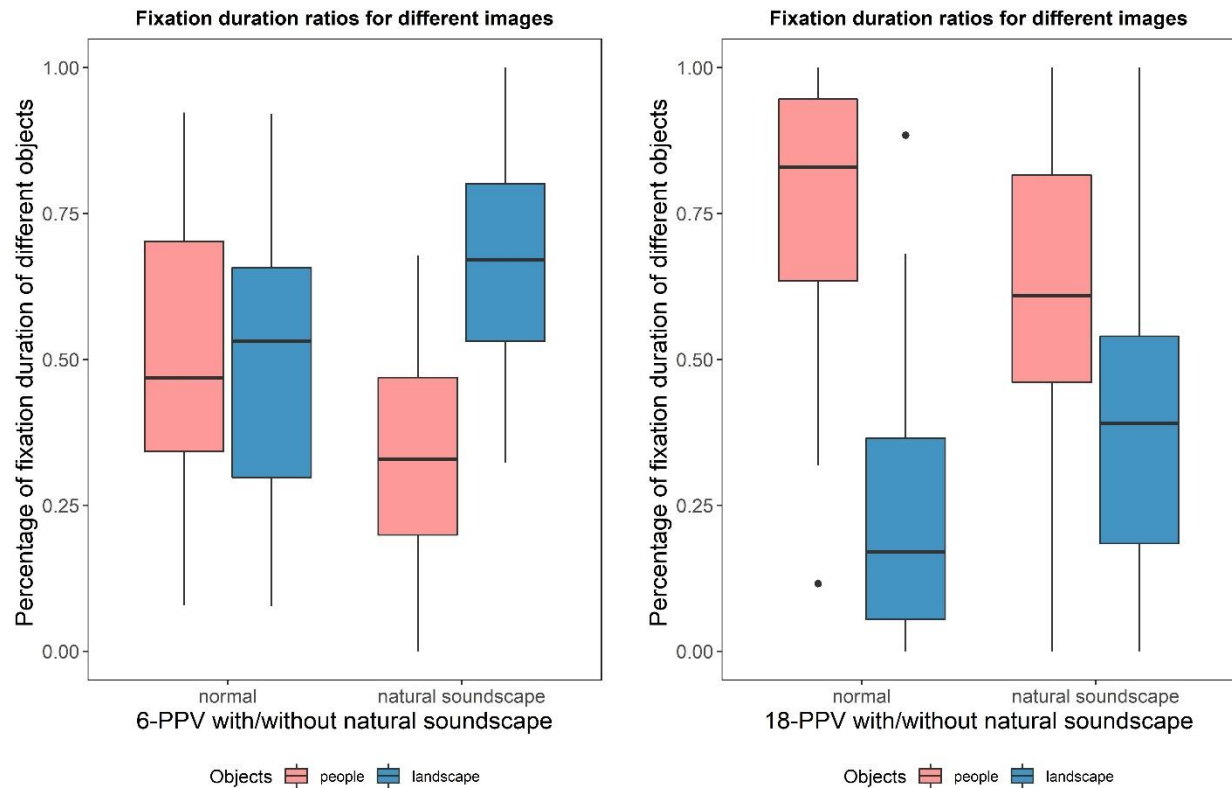 Fixation duration ratios for different images
Percentage of fixation duration of different objects
1.00
0.75
0.50
0.25
0.00
normal natural soundscape
6-PPV with/without natural soundscape
Objects people landscape
Fixation duration ratios for different images
Percentage of fixation duration of different objects
1.00
0.75
0.50
0.25
0.00
normal natural soundscape
18-PPV with/without natural soundscape
Objects people landscape